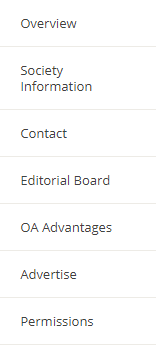 Overview
Society
Information
Contact
Editorial Board
OA Advantages
Advertise
Permissions